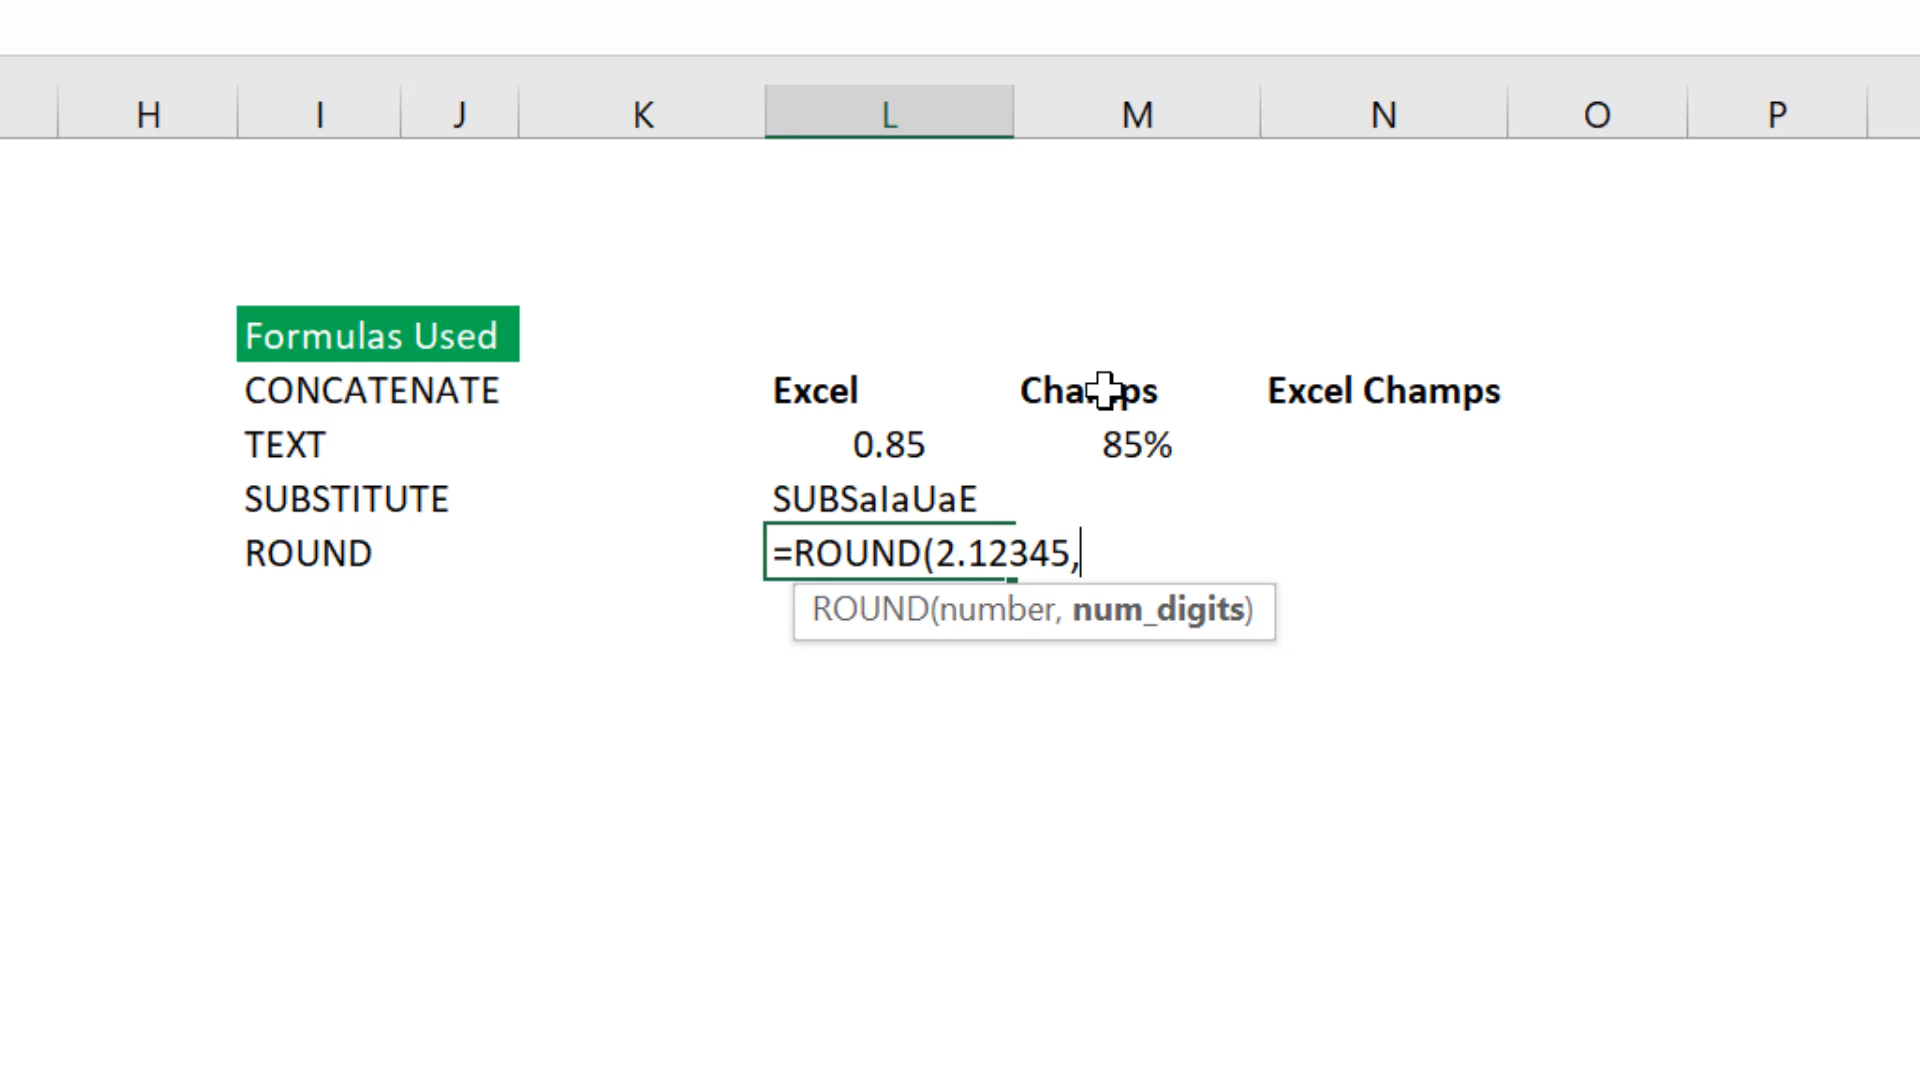 H I J K L M N O P
Formulas Used
CONCATENATE Excel Champs Excel Champs
TEXT 0.85 85%
SUBSTITUTE SUBSaIaUaE
ROUND =ROUND(2.12345,
ROUND(number, num_digits)